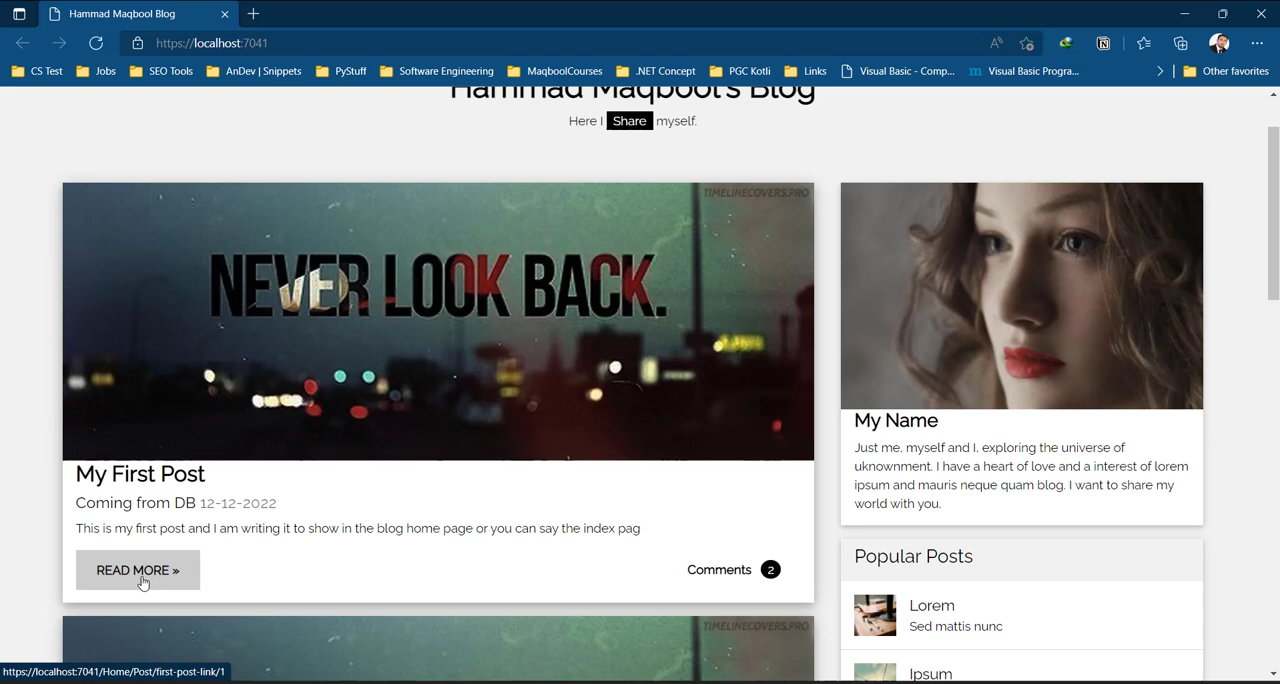 Hammad Maqbool Blog
https://localhost:7041
CS Test
Jobs
SEO Tools
AnDev | Snippets
PyStuff
Software Engineering
MaqboolCourses
.NET Concept
PGC Kotli
Links
Visual Basic - Comp...
Visual Basic Progra...
Other favorites
Hammad Maqbool's Blog
Here I Share myself.
TIMELINECOVERS.PRO
NEVER LOOK BACK.
My First Post
Coming from DB 12-12-2022
This is my first post and I am writing it to show in the blog home page or you can say the index pag
READ MORE »
Comments 2
TIMELINECOVERS.PRO
My Name
Just me, myself and I, exploring the universe of
uknownment. I have a heart of love and a interest of lorem
ipsum and mauris neque quam blog. I want to share my
world with you.
Popular Posts
Lorem
Sed mattis nunc
Ipsum
https://localhost:7041/Home/Post/first-post-link/1